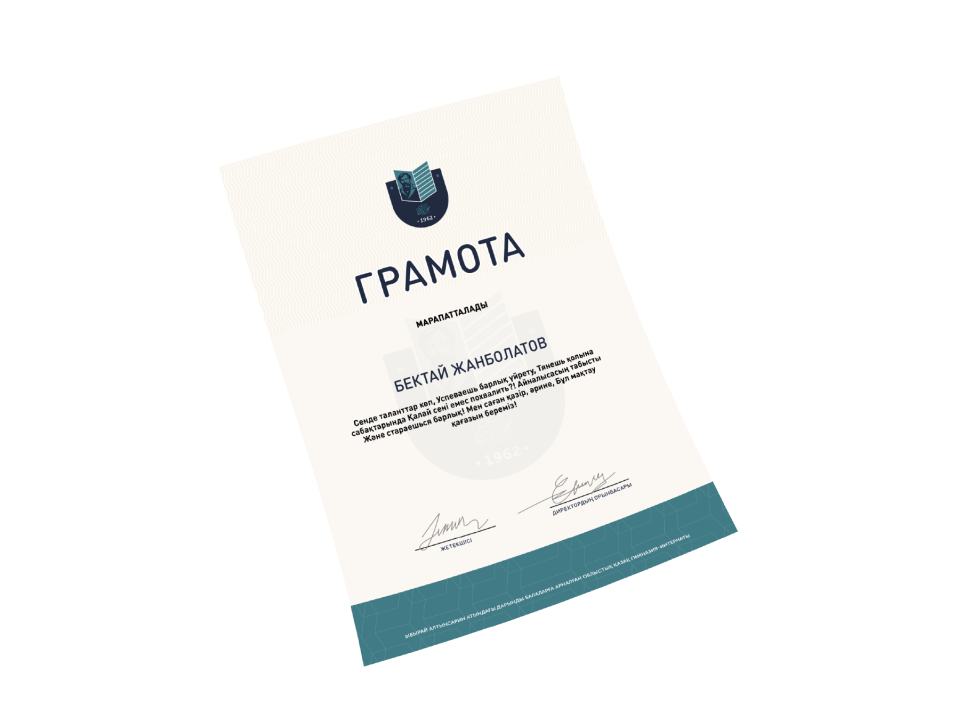 · 1962 ·
ГРАМОТА
МАРАПАТТАЛАДЫ
БЕКТАЙ ЖАНБОЛАТОВ
Сенде таланттар көп, Успеваешь барлық үйрету, Тянешь қолына
сабақтарында Қалай сені емес похвалить?! Айналысасың табысты
Және стараешься барлық! Мен саған қазір, әрине, Бұл мақтау
қағазын береміз!
· 1962 ·
ЖЕТЕКШІСІ
ДИРЕКТОРДЫҢ ОРЫНБАСАРЫ
ЫБЫРАЙ АЛТЫНСАРИН АТЫНДАҒЫ ДАРЫНДЫ БАЛАЛАРҒА АРНАЛҒАН ОБЛЫСТЫҚ ҚАЗАҚ ГИМНАЗИЯ-ИНТЕРНАТЫ